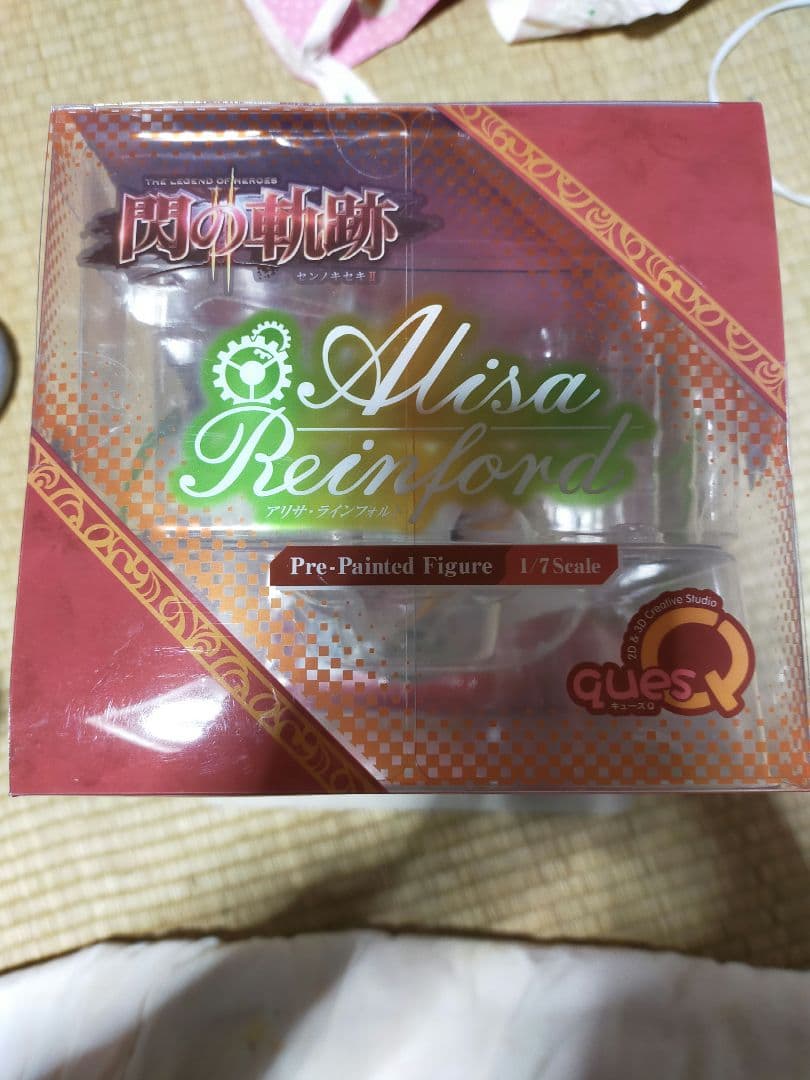 THE LEGEND OF HEROES
閃の軌跡
II
センノキセキII
Alisa
Reinford
アリサ・ラインフォルト
Pre-Painted Figure 1/7 Scale
2D & 3D Creative Studio
quesQ
キューズQ